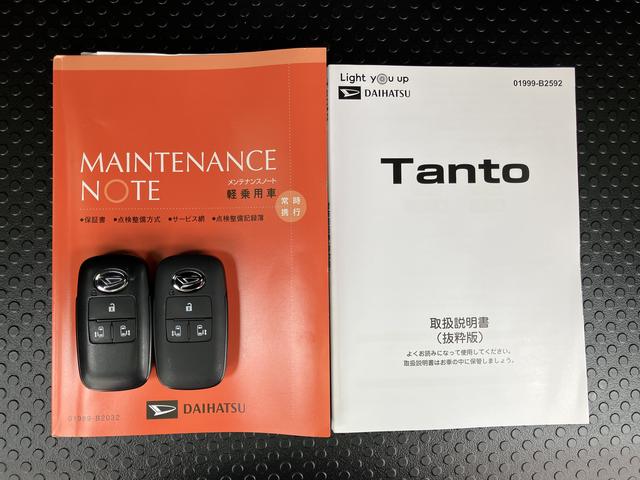 MAINTENANCE
NOTE
メンテナンスノート
軽乗用車
常時
携行
●保証書 ●点検整備方式 ●サービス網 ●点検整備記録簿
01999-B2032
DAIHATSU
Light you up
DAIHATSU
01999-B2592
Tanto
取扱説明書
（抜粋版）
よくお読みになって使用してください。
取扱説明書はお車の中に保管しましょう。